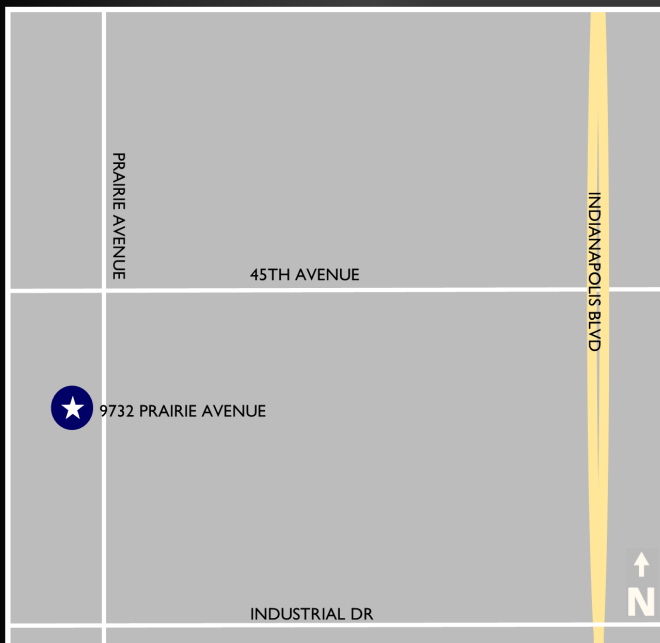 PRAIRIE AVENUE
INDIANAPOLIS BLVD
45TH AVENUE
9732 PRAIRIE AVENUE
INDUSTRIAL DR
N